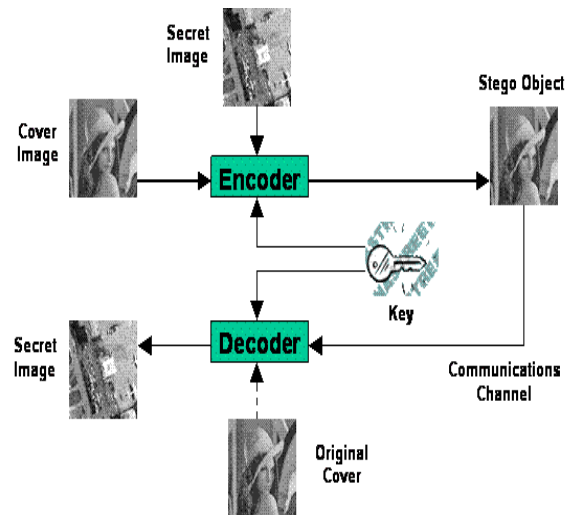 Secret
Image
Stego Object
Cover
Image
Encoder
Key
Secret
Image
Decoder
Communications
Channel
Original
Cover